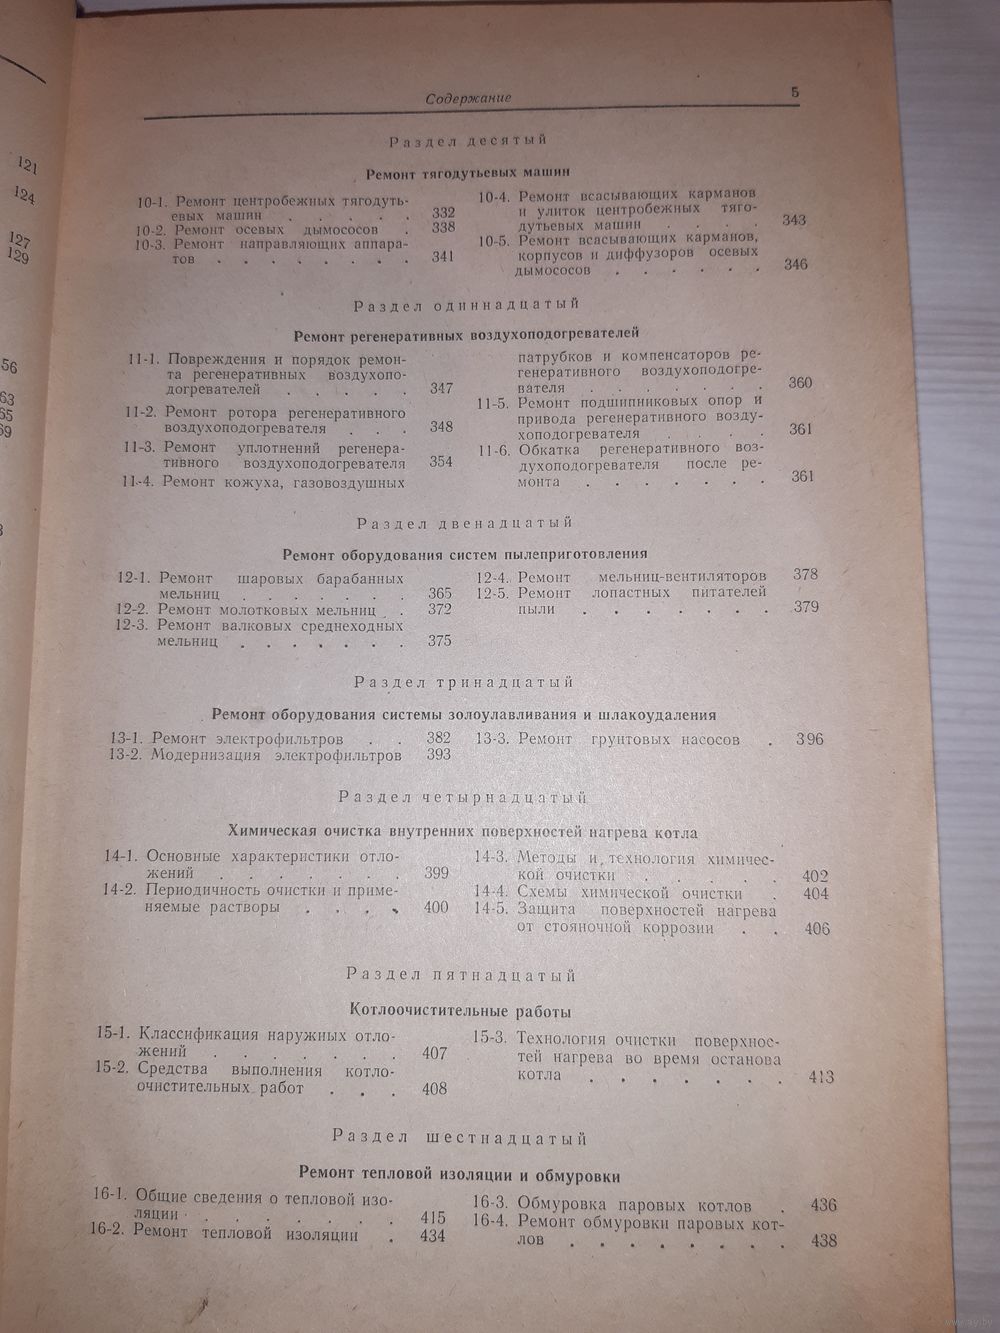 121
124
127
129
56
63
65
69
Содержание 5
Раздел десятый
Ремонт тягодутьевых машин
10-1. Ремонт центробежных тягодуть-
евых машин . . . . . 332
10-2. Ремонт осевых дымососов . 338
10-3. Ремонт направляющих аппара-
тов . . . . . . . . 341
10-4. Ремонт всасывающих карманов
и улиток центробежных тяго-
дутьевых машин . . . . 343
10-5. Ремонт всасывающих карманов,
корпусов и диффузоров осевых
дымососов . . . . . . 346
Раздел одиннадцатый
Ремонт регенеративных воздухоподогревателей
11-1. Повреждения и порядок ремон-
та регенеративных воздухопо-
догревателей . . . . . 347
11-2. Ремонт ротора регенеративного
воздухоподогревателя . . . 348
11-3. Ремонт уплотнений регенера-
тивного воздухоподогревателя 354
11-4. Ремонт кожуха, газовоздушных
патрубков и компенсаторов ре-
генеративного воздухоподогре-
вателя . . . . . . . 360
11-5. Ремонт подшипниковых опор и
привода регенеративного возду-
хоподогревателя . . . . 361
11-6. Обкатка регенеративного воз-
духоподогревателя после ре-
монта . . . . . . . 361
Раздел двенадцатый
Ремонт оборудования систем пылеприготовления
12-1. Ремонт шаровых барабанных
мельниц . . . . . . . 365
12-2. Ремонт молотковых мельниц . 372
12-3. Ремонт валковых среднеходных
мельниц . . . . . . . 375
12-4. Ремонт мельниц-вентиляторов 378
12-5. Ремонт лопастных питателей
пыли . . . . . . . 379
Раздел тринадцатый
Ремонт оборудования системы золоулавливания и шлакоудаления
13-1. Ремонт электрофильтров . . 382
13-2. Модернизация электрофильтров 393
13-3. Ремонт грунтовых насосов . 396
Раздел четырнадцатый
Химическая очистка внутренних поверхностей нагрева котла
14-1. Основные характеристики отло-
жений . . . . . . . 399
14-2. Периодичность очистки и приме-
няемые растворы . . . . 400
14-3. Методы и технология химичес-
кой очистки . . . . . 402
14-4. Схемы химической очистки . 404
14-5. Защита поверхностей нагрева
от стояночной коррозии . . 406
Раздел пятнадцатый
Котлоочистительные работы
15-1. Классификация наружных отло-
жений . . . . . . . 407
15-2. Средства выполнения котло-
очистительных работ . . . 408
15-3. Технология очистки поверхнос-
тей нагрева во время останова
котла . . . . . . . 413
Раздел шестнадцатый
Ремонт тепловой изоляции и обмуровки
16-1. Общие сведения о тепловой изо-
ляции . . . . . . . . 415
16-2. Ремонт тепловой изоляции . 434
16-3. Обмуровка паровых котлов . 436
16-4. Ремонт обмуровки паровых кот-
лов . . . . . . . . 438